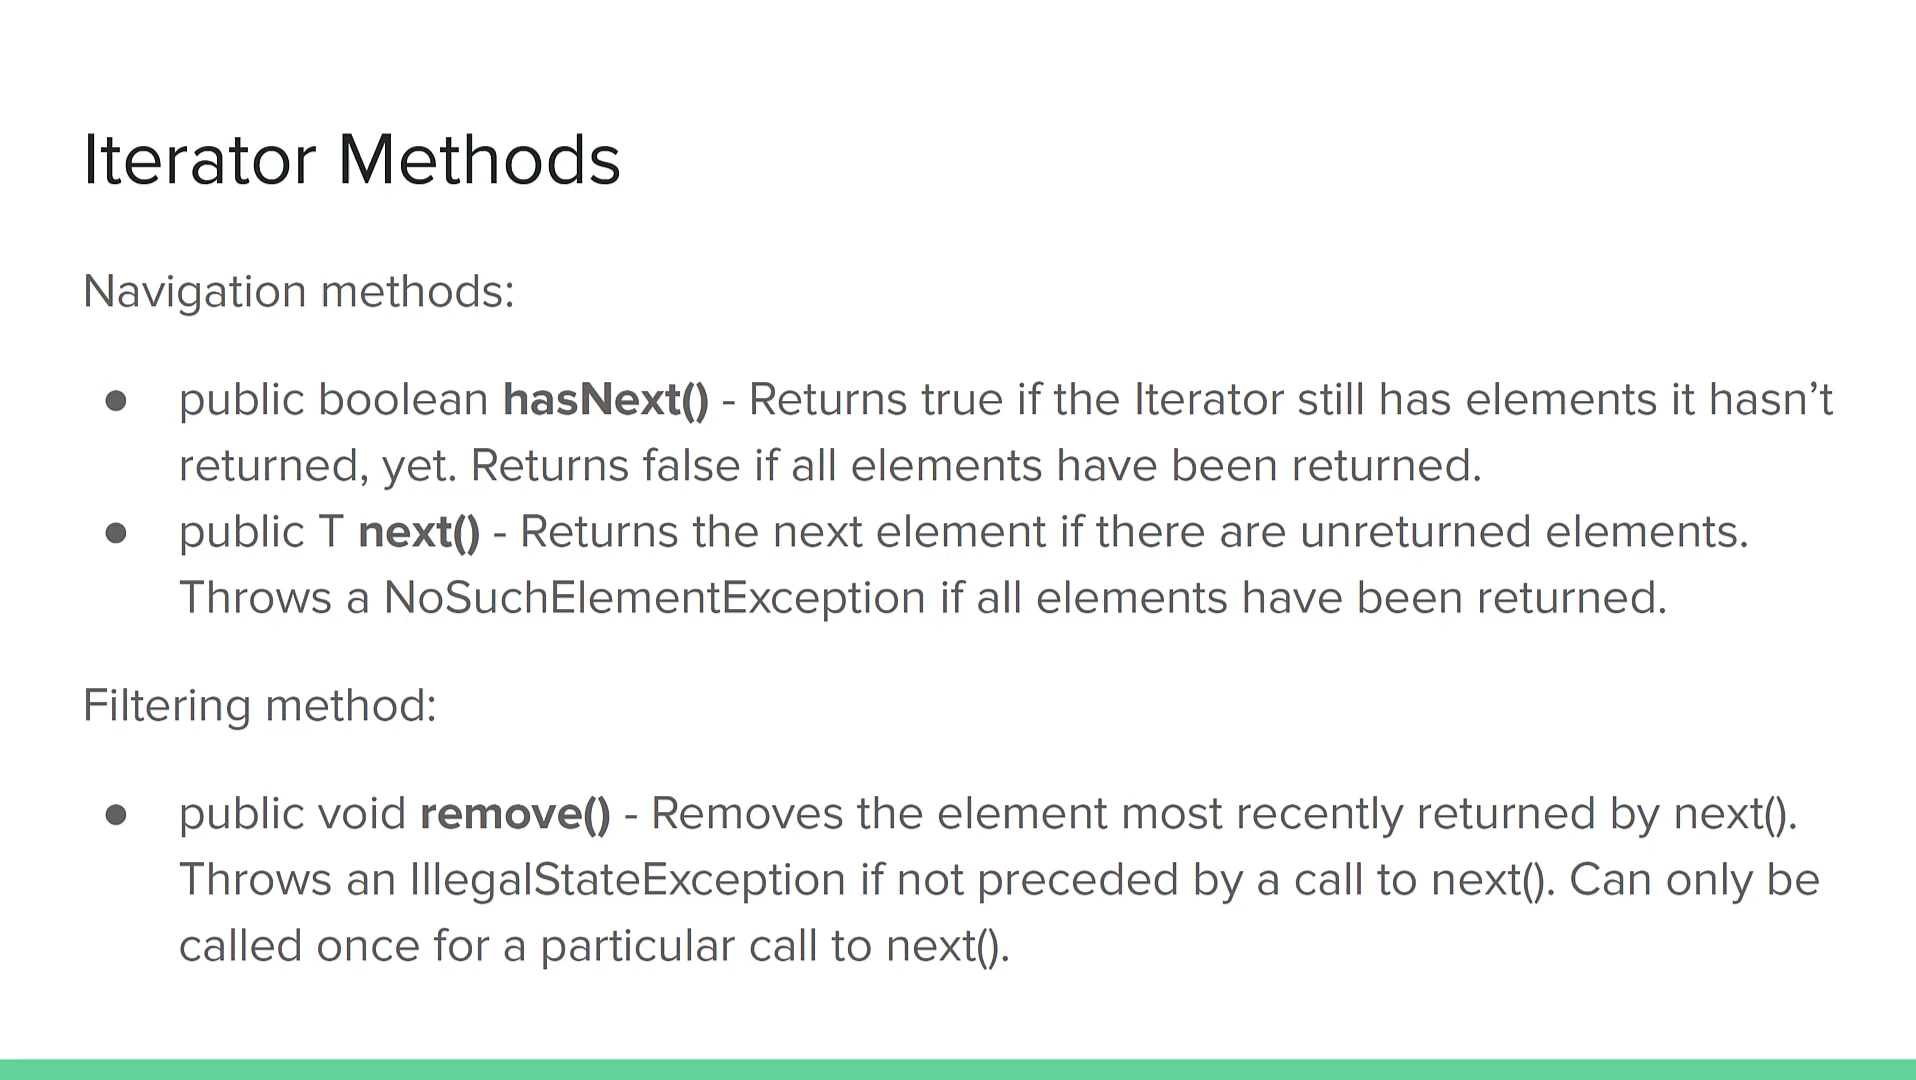 Iterator Methods
Navigation methods:
● public boolean hasNext() - Returns true if the Iterator still has elements it hasn’t
returned, yet. Returns false if all elements have been returned.
● public T next() - Returns the next element if there are unreturned elements.
Throws a NoSuchElementException if all elements have been returned.
Filtering method:
● public void remove() - Removes the element most recently returned by next().
Throws an IllegalStateException if not preceded by a call to next(). Can only be
called once for a particular call to next().